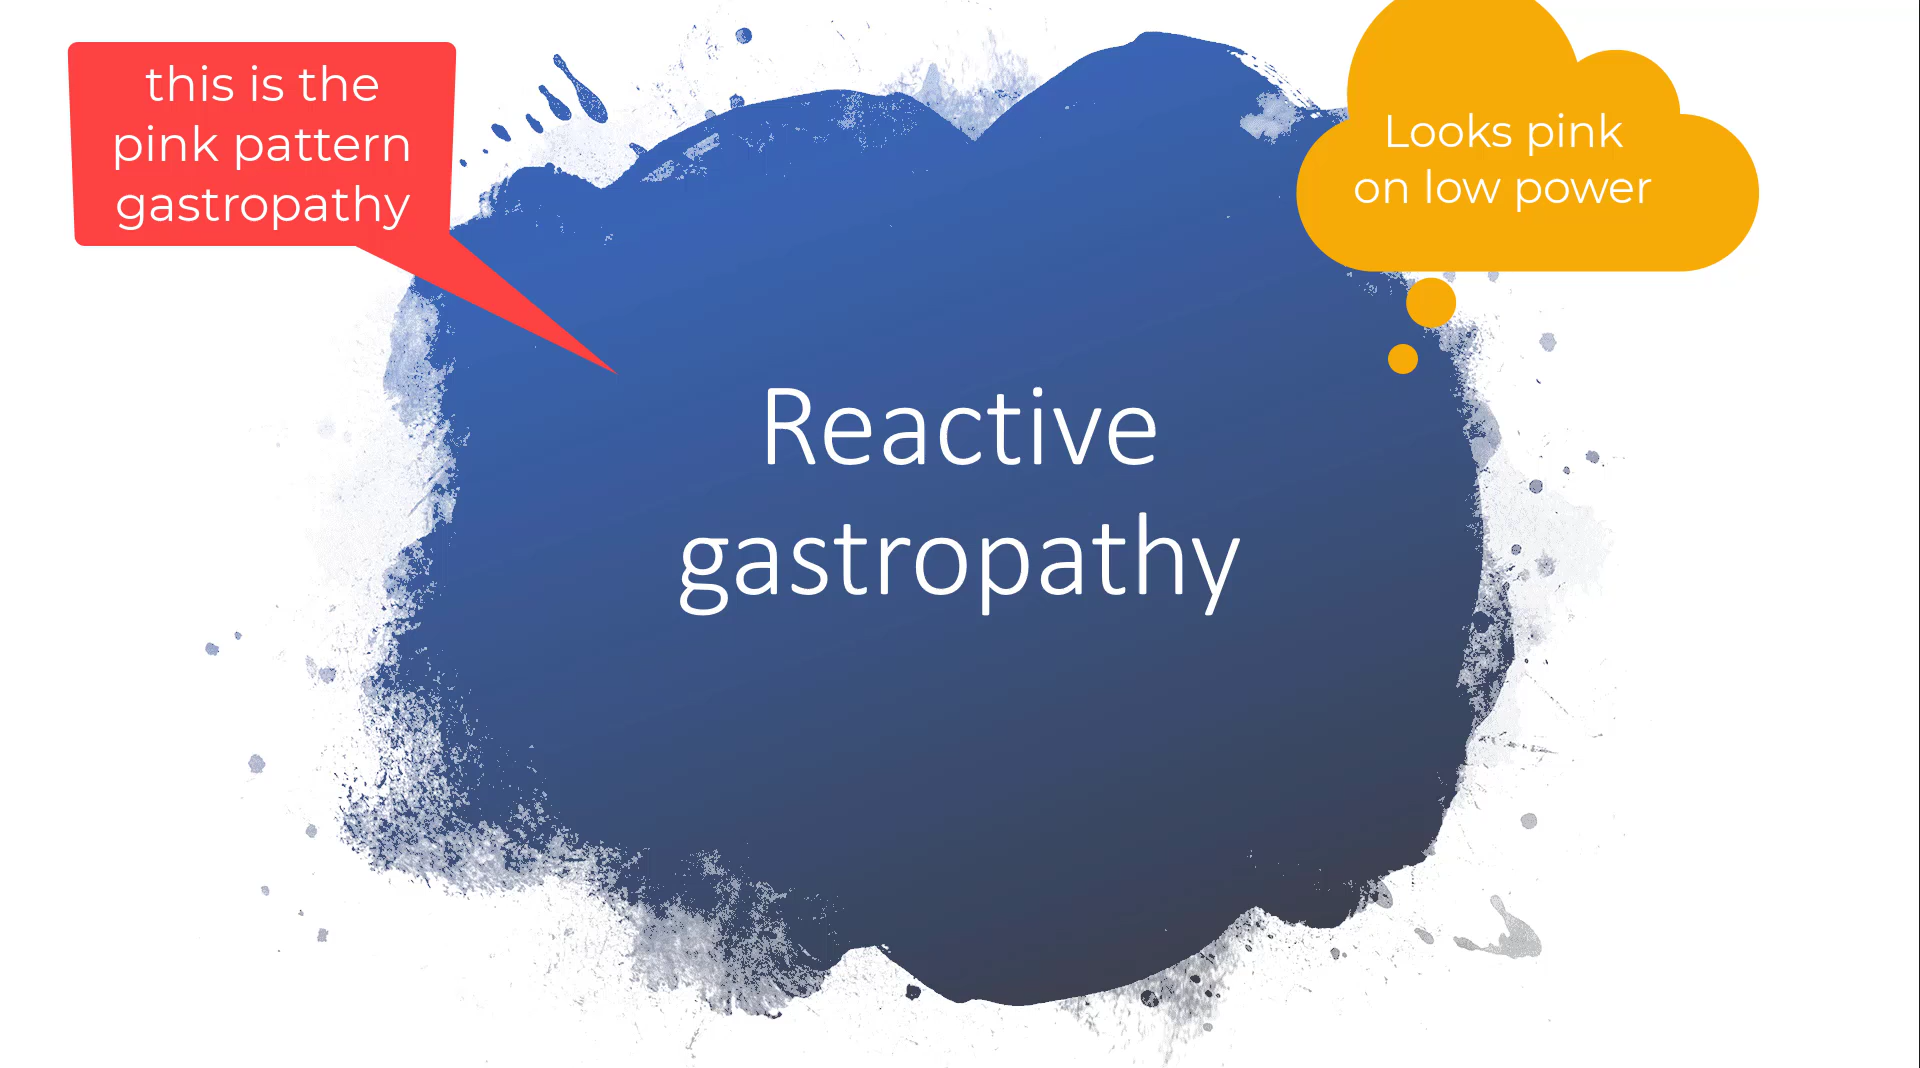 this is the
pink pattern
gastropathy
Looks pink
on low power
Reactive
gastropathy